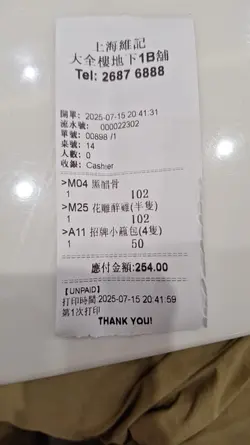 上海維記
大全樓地下1B舖
Tel: 2687 6888
開單: 2025-07-15 20:41:31
流水號: 000022302
單號: 00898 /1
桌號: 14
人數: 0
收銀: Cashier
>M04 黑醋骨
1 102
>M25 花雕醉雞(半隻)
1 102
>A11 招牌小籠包(4隻)
1 50
應付金額:254.00
【UNPAID】
打印時間 2025-07-15 20:41:59
第1次打印
THANK YOU!